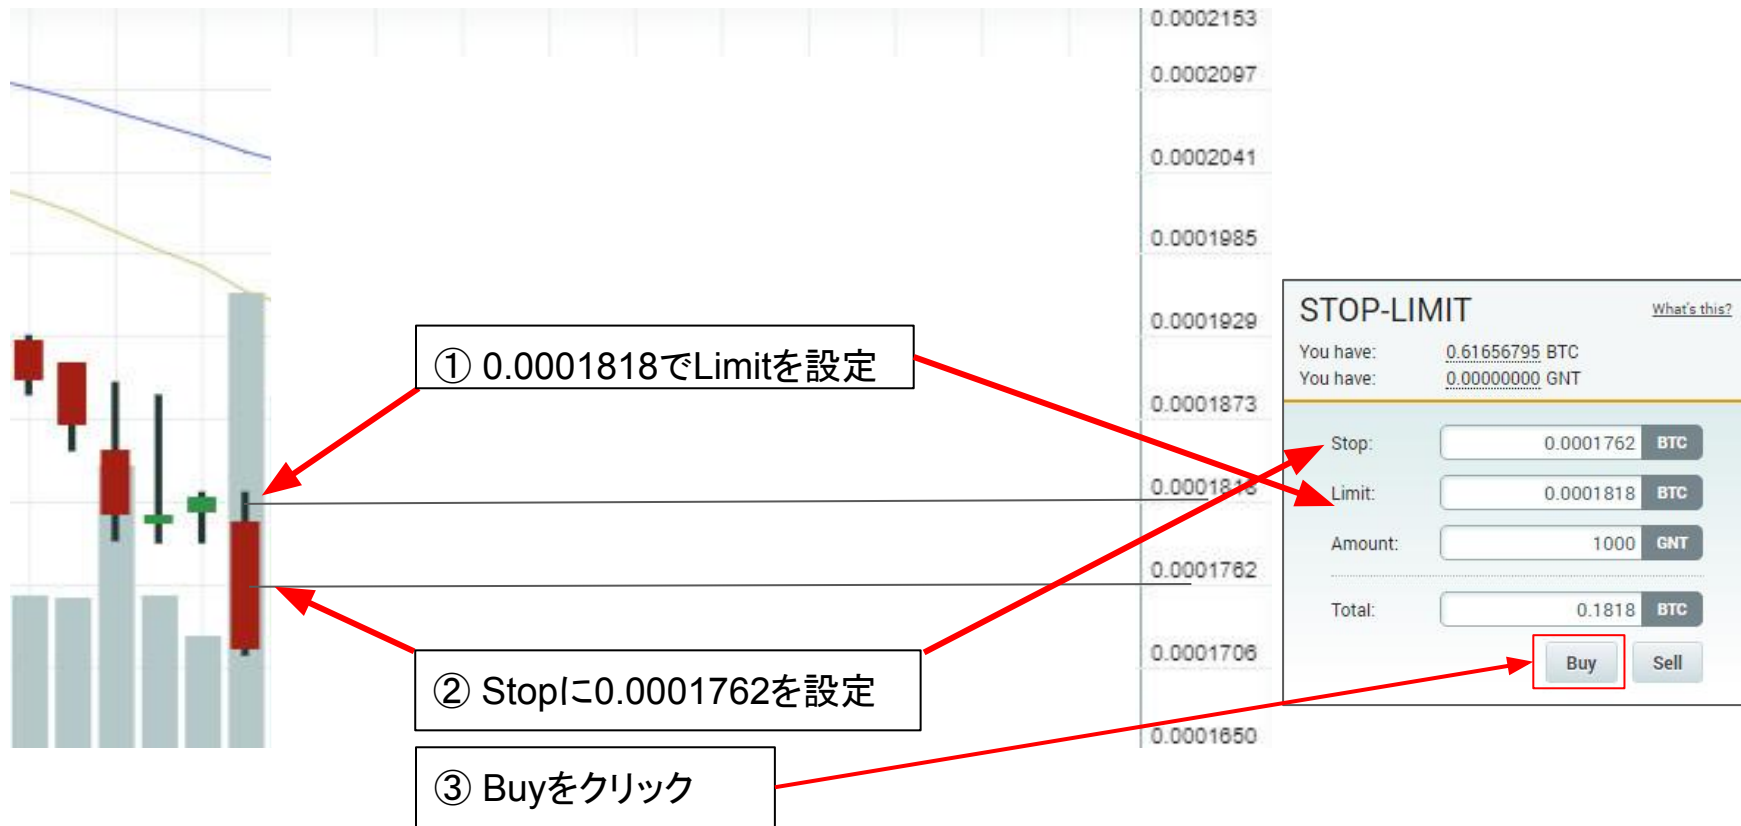 0.0002153
0.0002097
0.0002041
0.0001985
0.0001929
0.0001873
0.0001818
0.0001762
0.0001706
0.0001650
① 0.0001818でLimitを設定
② Stopに0.0001762を設定
③ Buyをクリック
STOP-LIMIT What's this?
You have: 0.61656795 BTC
You have: 0.00000000 GNT
Stop: 0.0001762 BTC
Limit: 0.0001818 BTC
Amount: 1000 GNT
Total: 0.1818 BTC
Buy Sell